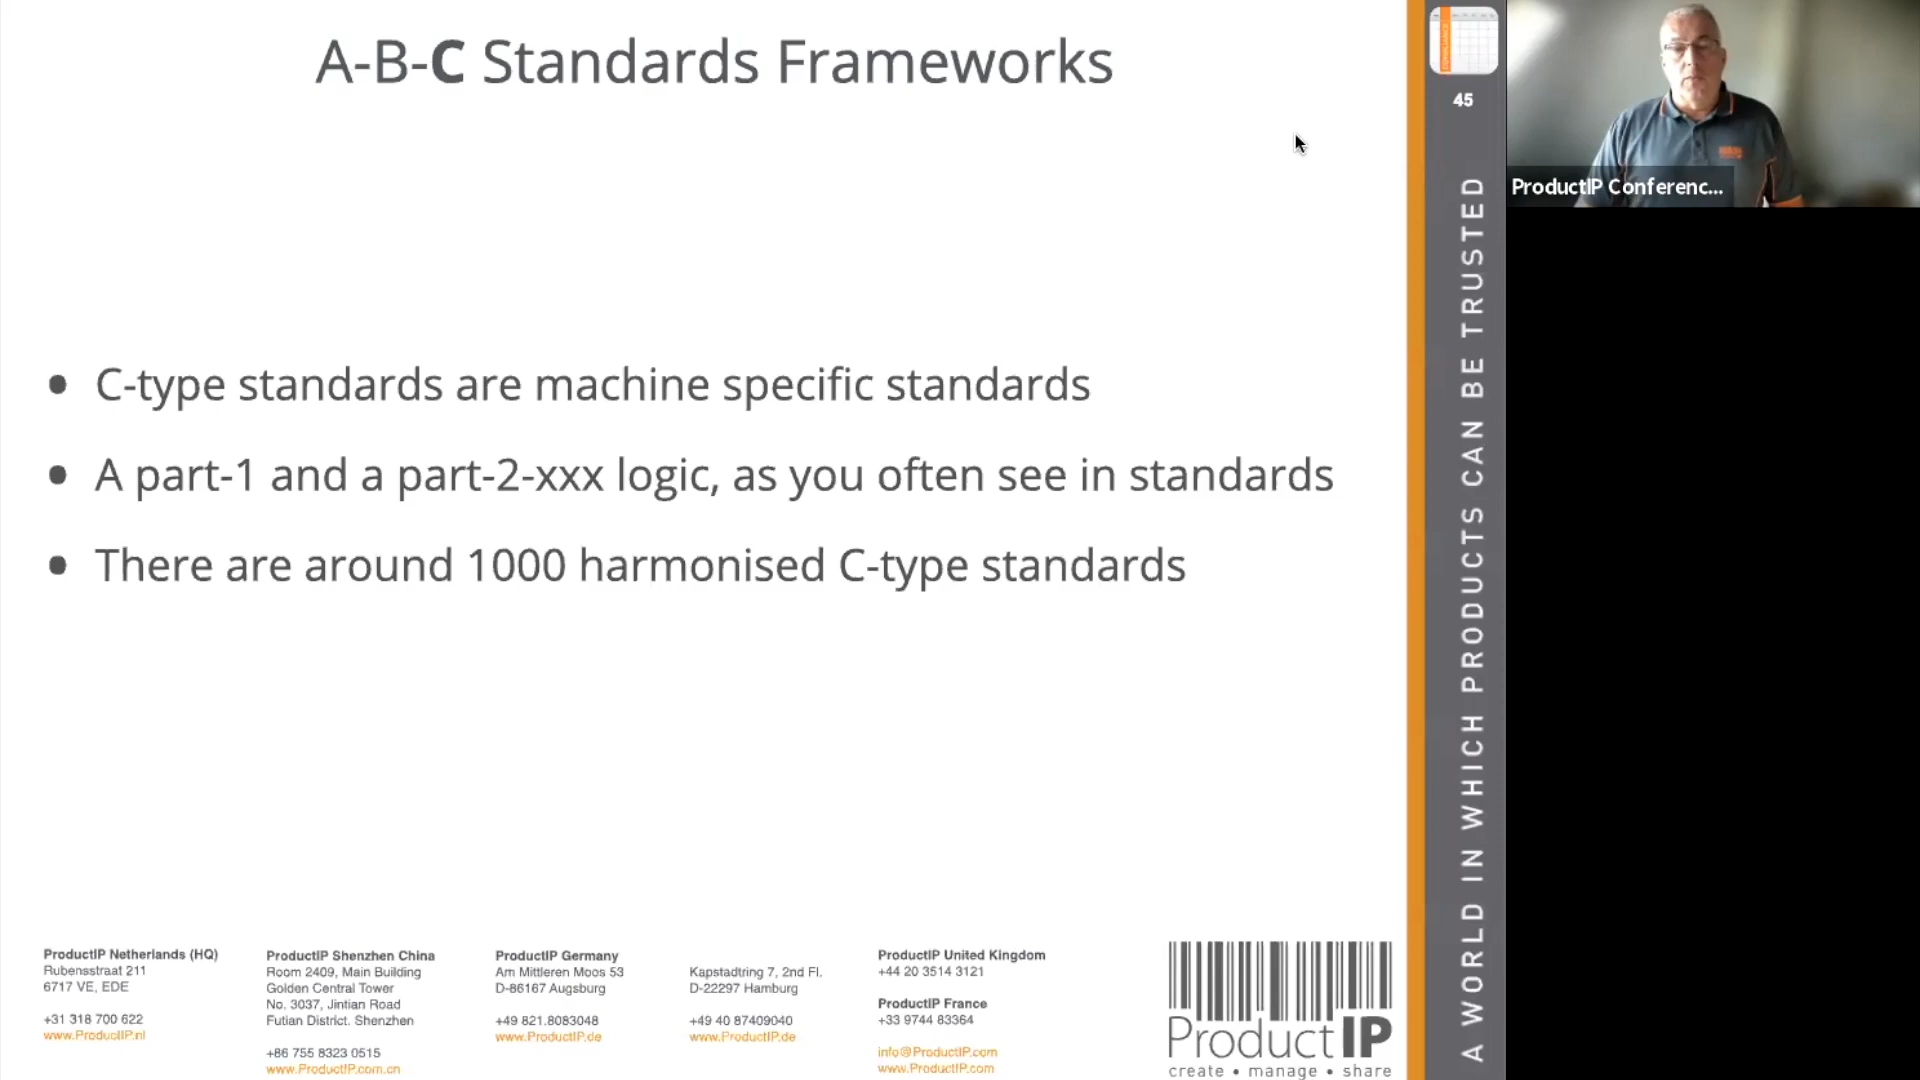 A-B-C Standards Frameworks
• C-type standards are machine specific standards
• A part-1 and a part-2-xxx logic, as you often see in standards
• There are around 1000 harmonised C-type standards
ProductIP Netherlands (HQ)
Rubensstraat 211
6717 VE, EDE
+31 318 700 622
www.ProductIP.nl
ProductIP Shenzhen China
Room 2409, Main Building
Golden Central Tower
No. 3037, Jintian Road
Futian District. Shenzhen
+86 755 8323 0515
www.ProductIP.com.cn
ProductIP Germany
Am Mittleren Moos 53
D-86167 Augsburg
+49 821.8083048
www.ProductIP.de
Kapstadtring 7, 2nd Fl.
D-22297 Hamburg
+49 40 87409040
www.ProductIP.de
ProductIP United Kingdom
+44 20 3514 3121
ProductIP France
+33 9744 83364
info@ProductIP.com
www.ProductIP.com
ProductIP
create • manage • share
45
A WORLD IN WHICH PRODUCTS CAN BE TRUSTED
ProductIP Conferenc...